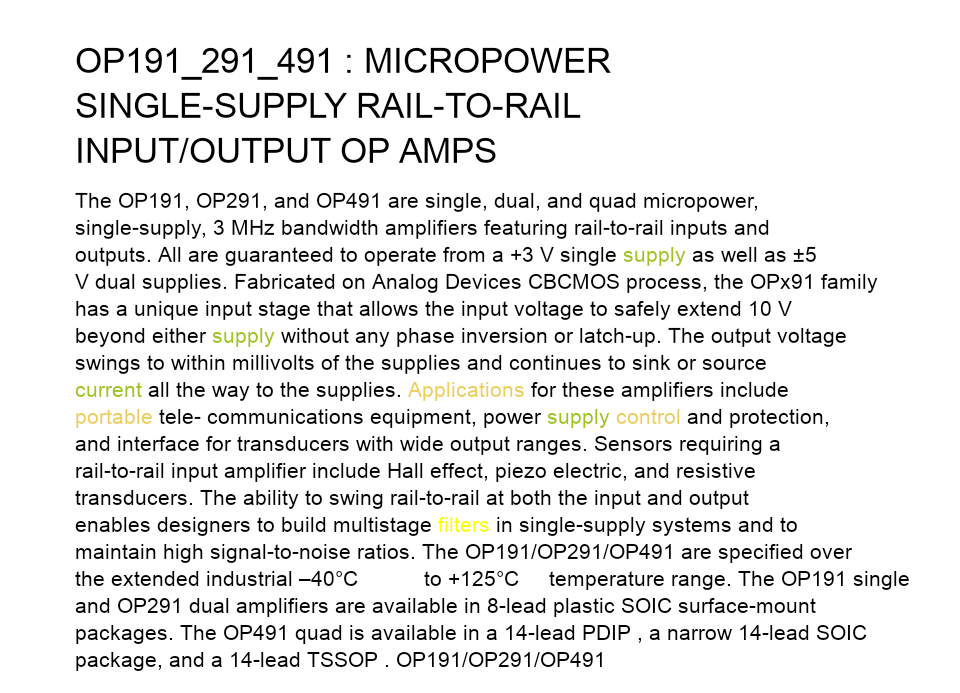 OP191_291_491 : MICROPOWER
SINGLE-SUPPLY RAIL-TO-RAIL
INPUT/OUTPUT OP AMPS
The OP191, OP291, and OP491 are single, dual, and quad micropower,
single-supply, 3 MHz bandwidth amplifiers featuring rail-to-rail inputs and
outputs. All are guaranteed to operate from a +3 V single supply as well as ±5
V dual supplies. Fabricated on Analog Devices CBCMOS process, the OPx91 family
has a unique input stage that allows the input voltage to safely extend 10 V
beyond either supply without any phase inversion or latch-up. The output voltage
swings to within millivolts of the supplies and continues to sink or source
current all the way to the supplies. Applications for these amplifiers include
portable tele- communications equipment, power supply control and protection,
and interface for transducers with wide output ranges. Sensors requiring a
rail-to-rail input amplifier include Hall effect, piezo electric, and resistive
transducers. The ability to swing rail-to-rail at both the input and output
enables designers to build multistage filters in single-supply systems and to
maintain high signal-to-noise ratios. The OP191/OP291/OP491 are specified over
the extended industrial –40°C to +125°C temperature range. The OP191 single
and OP291 dual amplifiers are available in 8-lead plastic SOIC surface-mount
packages. The OP491 quad is available in a 14-lead PDIP , a narrow 14-lead SOIC
package, and a 14-lead TSSOP . OP191/OP291/OP491